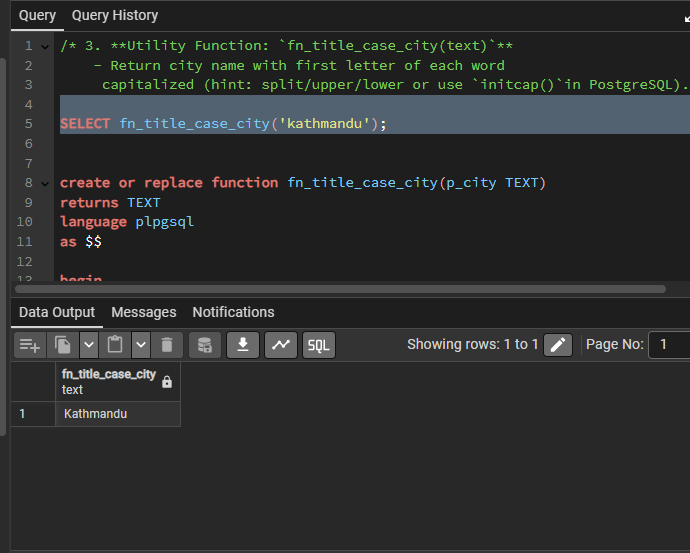 Query Query History
1 /* 3. **Utility Function: `fn_title_case_city(text)`**
2 - Return city name with first letter of each word
3 capitalized (hint: split/upper/lower or use `initcap()`in PostgreSQL).
4
5 SELECT fn_title_case_city('kathmandu');
6
7
8 create or replace function fn_title_case_city(p_city TEXT)
9 returns TEXT
10 language plpgsql
11 as $$
12
13 begin
Data Output Messages Notifications
SQL Showing rows: 1 to 1 Page No: 1
fn_title_case_city
text
1 Kathmandu